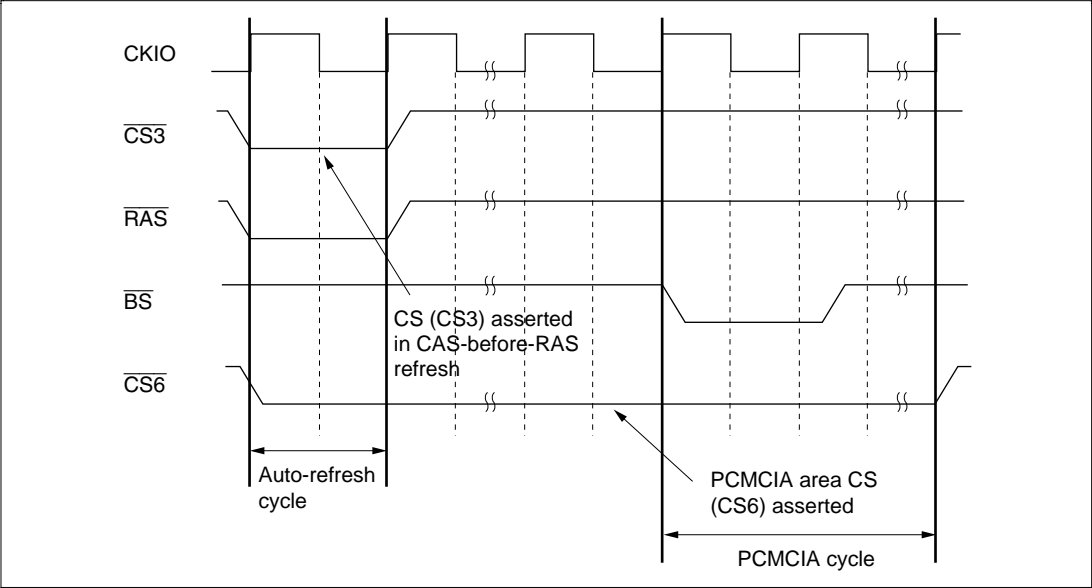 CKIO
CS3
RAS
BS
CS (CS3) asserted
in CAS-before-RAS
refresh
CS6
Auto-refresh
cycle
PCMCIA area CS
(CS6) asserted
PCMCIA cycle